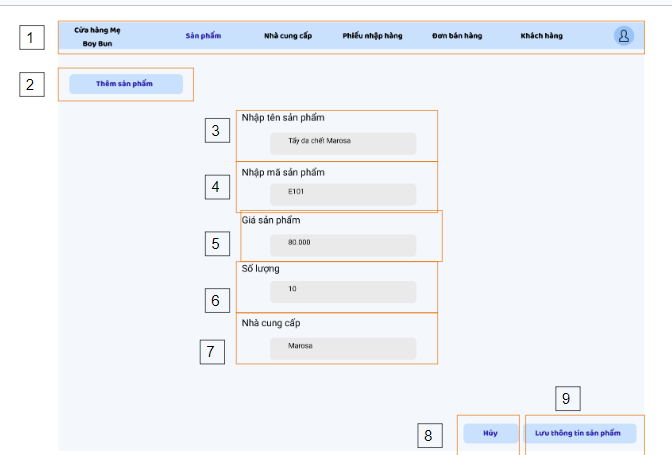 1
Cửa hàng Mẹ
Boy Bun
Sản phẩm
Nhà cung cấp
Phiếu nhập hàng
Đơn bán hàng
Khách hàng
2
Thêm sản phẩm
3
Nhập tên sản phẩm
Tẩy da chết Marosa
4
Nhập mã sản phẩm
E101
5
Giá sản phẩm
80.000
6
Số lượng
10
7
Nhà cung cấp
Marosa
8
Hủy
9
Lưu thông tin sản phẩm